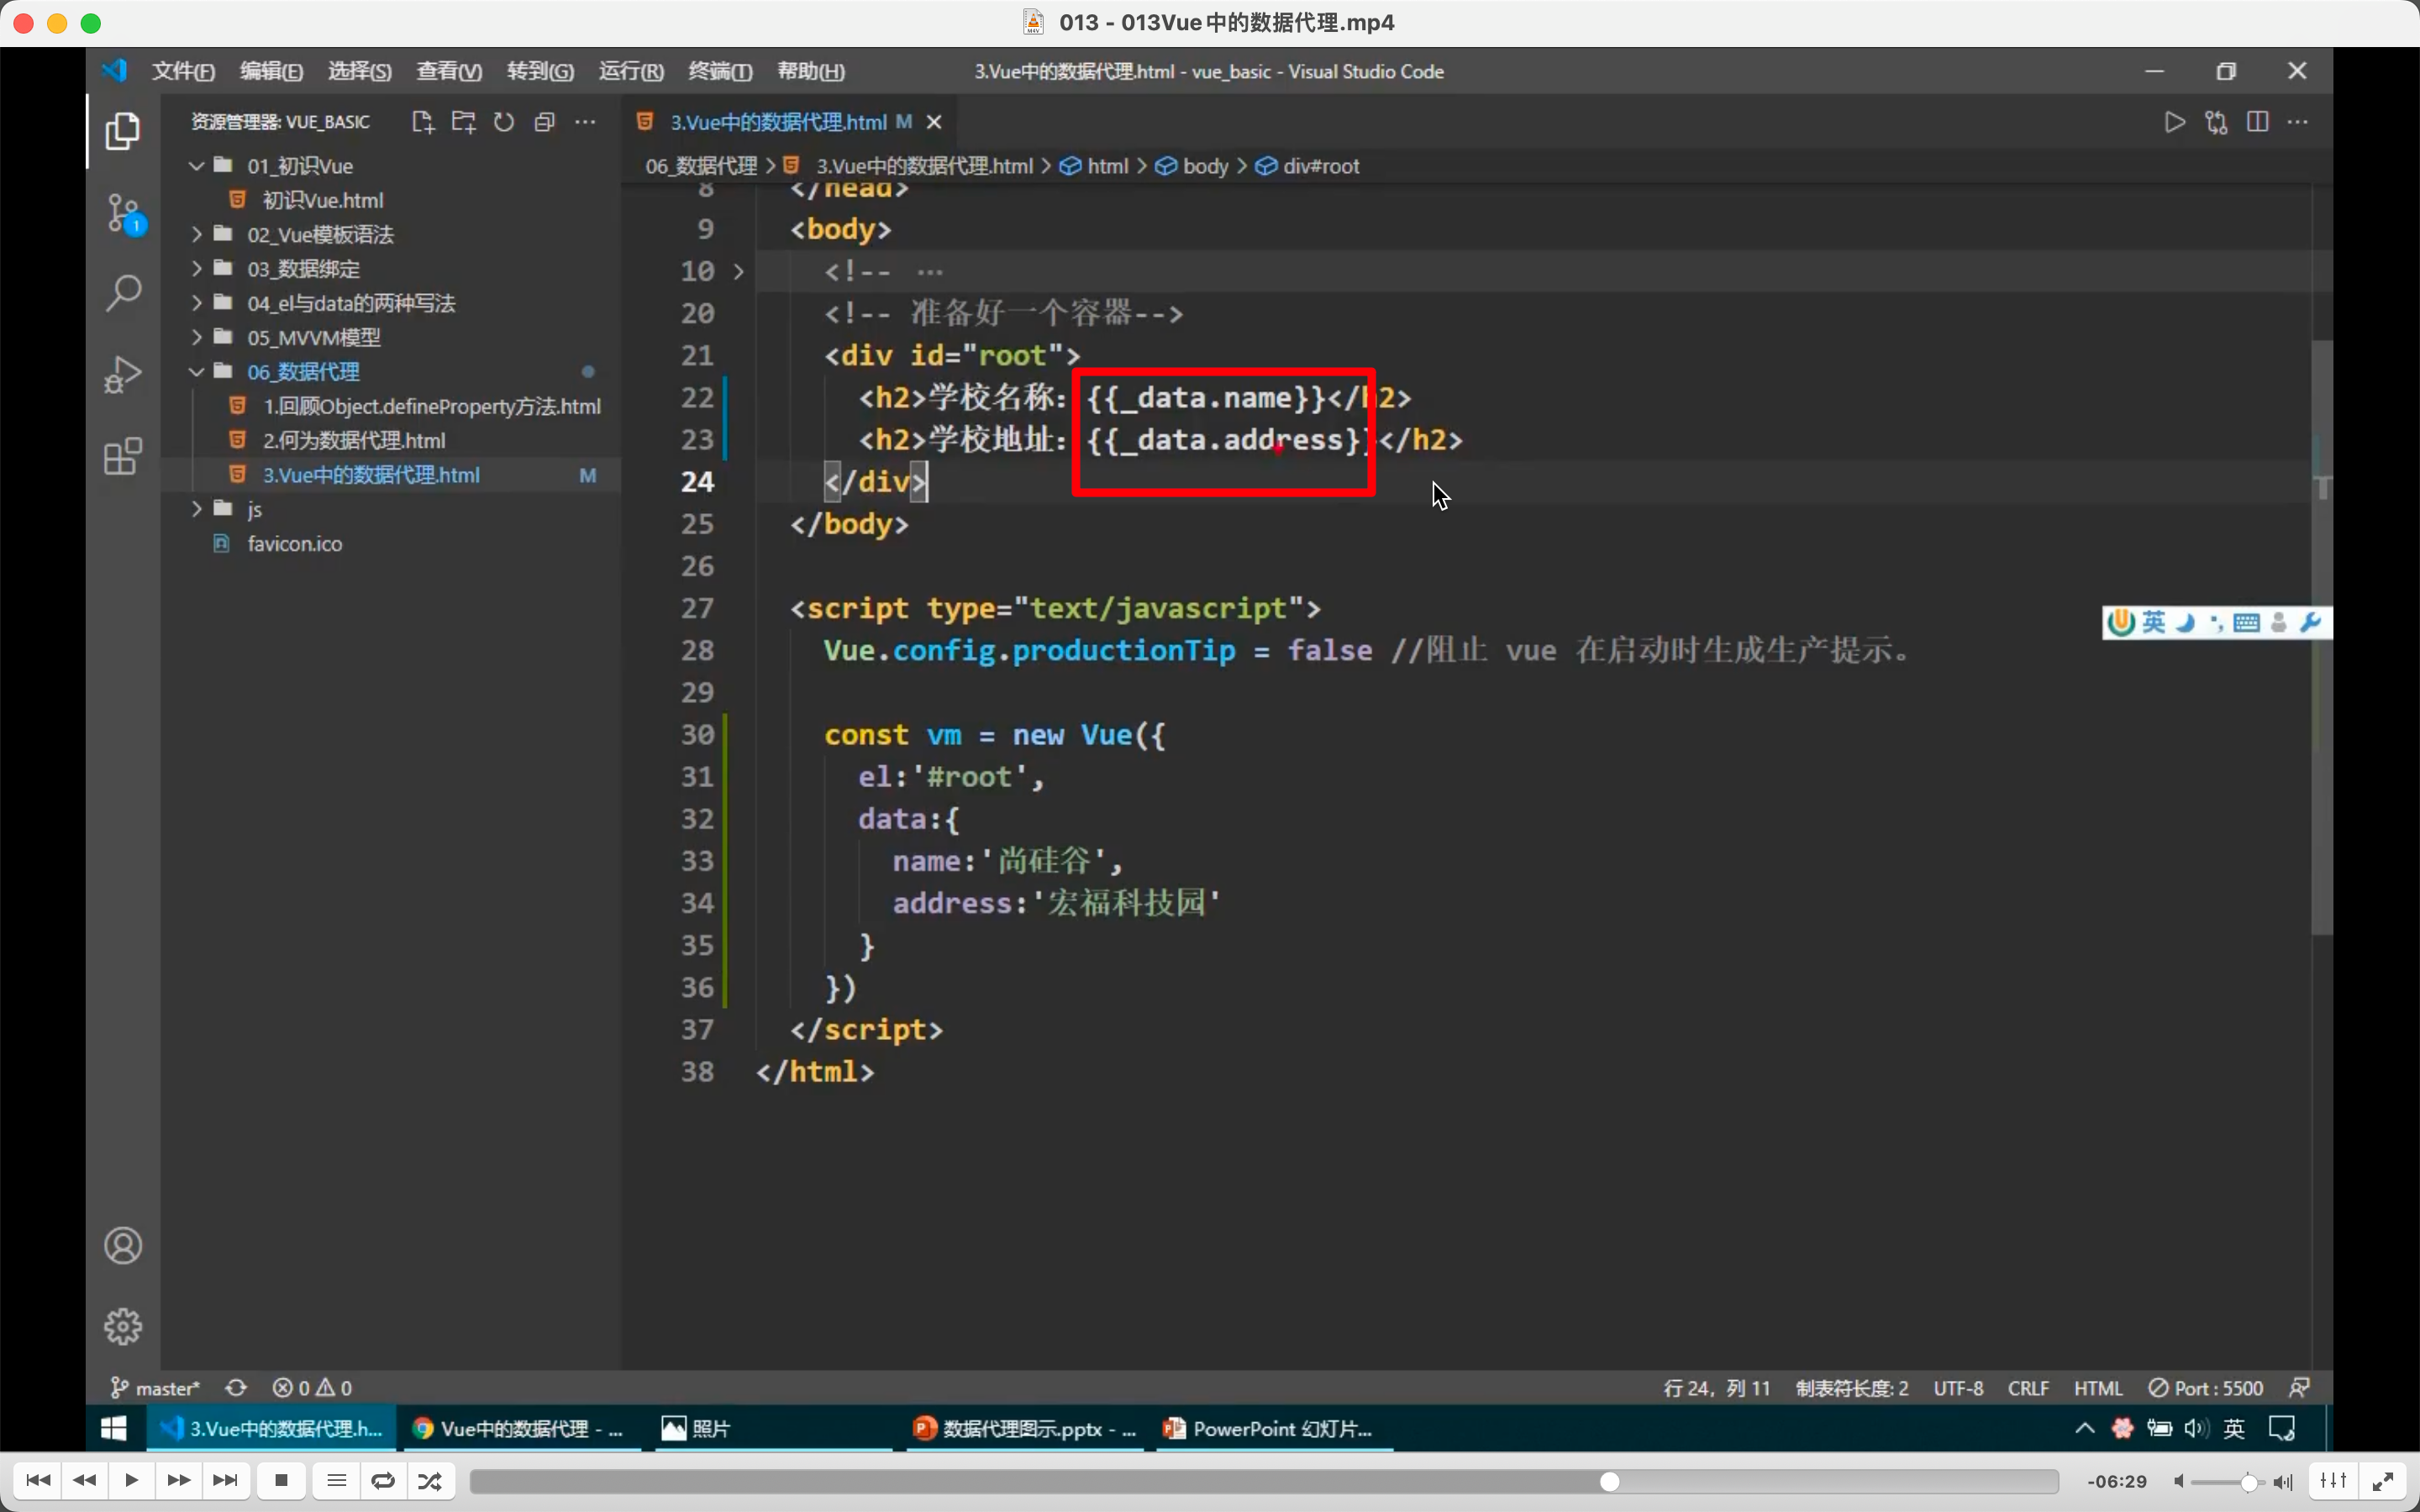 013 - 013Vue中的数据代理.mp4
文件(F) 编辑(E) 选择(S) 查看(V) 转到(G) 运行(R) 终端(T) 帮助(H)
3.Vue中的数据代理.html - vue_basic - Visual Studio Code
资源管理器: VUE_BASIC
3.Vue中的数据代理.html M
06_数据代理 > 3.Vue中的数据代理.html > html > body > div#root
1
01_初识Vue
初识Vue.html
02_Vue模板语法
03_数据绑定
04_el与data的两种写法
05_MVVM模型
06_数据代理
1.回顾Object.defineProperty方法.html
2.何为数据代理.html
3.Vue中的数据代理.html M
js
favicon.ico
8 </head>
9 <body>
10 <!-- ···
20 <!-- 准备好一个容器-->
21 <div id="root">
22 <h2>学校名称：{{_data.name}}</h2>
23 <h2>学校地址：{{_data.address}}</h2>
24 </div>
25 </body>
26
27 <script type="text/javascript">
28 Vue.config.productionTip = false //阻止 vue 在启动时生成生产提示。
29
30 const vm = new Vue({
31 el:'#root',
32 data:{
33 name:'尚硅谷',
34 address:'宏福科技园'
35 }
36 })
37 </script>
38 </html>
英
master* 0 0
行 24，列 11 制表符长度: 2 UTF-8 CRLF HTML Port : 5500
3.Vue中的数据代理.h... Vue中的数据代理 - ... 照片 数据代理图示.pptx - ... PowerPoint 幻灯片... 英
-06:29